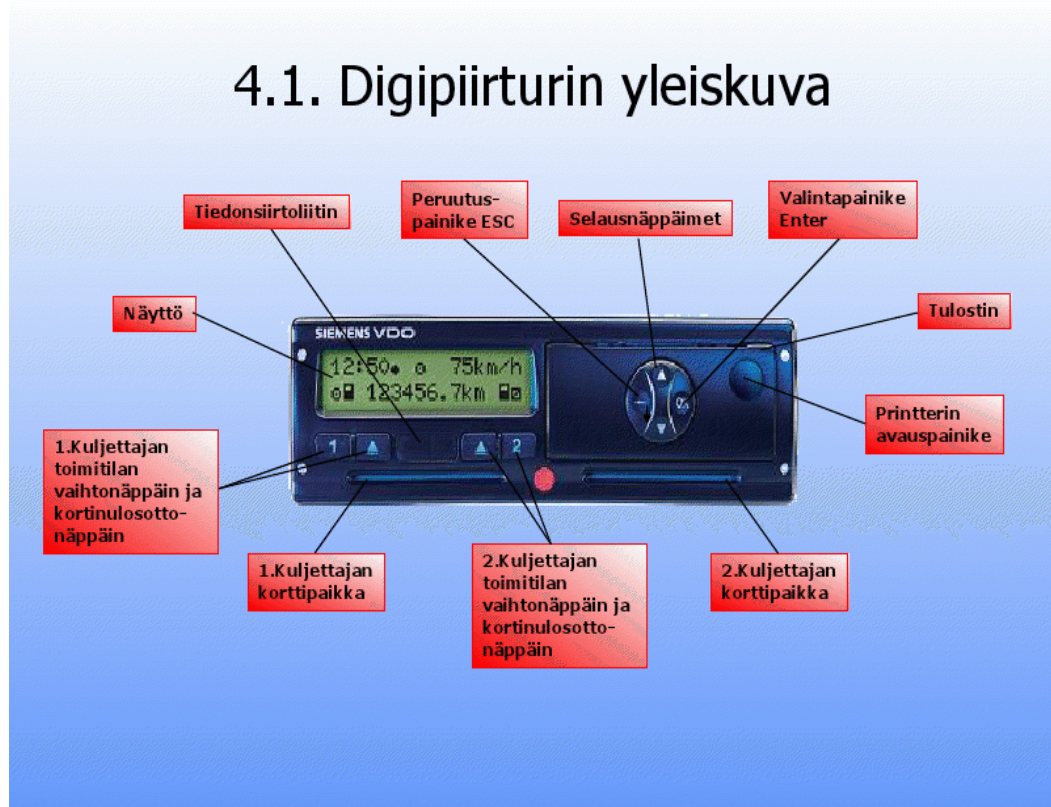 4.1. Digipiirturin yleiskuva
Tiedonsiirtoliitin
Peruutus-
painike ESC
Selausnäppäimet
Valintapainike
Enter
Näyttö
Tulostin
SIEMENS VDO
12:50 75km/h
123456.7km
1
2
Printterin
avauspainike
1.Kuljettajan
toimitilan
vaihtonäppäin ja
kortinulosotto-
näppäin
1.Kuljettajan
korttipaikka
2.Kuljettajan
toimitilan
vaihtonäppäin ja
kortinulosotto-
näppäin
2.Kuljettajan
korttipaikka